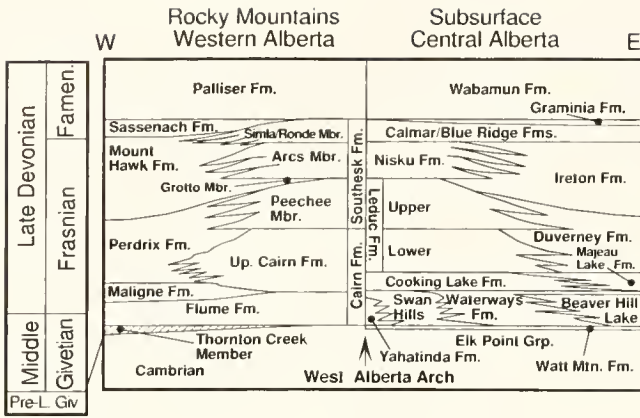 Rocky Mountains
Western Alberta
Subsurface
Central Alberta
W
E
Late Devonian
Famen.
Frasnian
Middle
Givetian
Pre-L. Giv
Palliser Fm.
Sassenach Fm.
Simla/Ronde Mbr.
Mount
Hawk Fm.
Arcs Mbr.
Grotto Mbr.
Peechee
Mbr.
Perdrix Fm.
Up. Cairn Fm.
Maligne Fm.
Flume Fm.
Thornton Creek
Member
Cambrian
Southesk Fm.
Cairn Fm.
Wabamun Fm.
Graminia Fm.
Calmar/Blue Ridge Fms.
Nisku Fm.
Ireton Fm.
Leduc Fm.
Upper
Lower
Duverney Fm.
Majeau
Lake Fm.
Cooking Lake Fm.
Swan
Hills
Waterways
Fm.
Beaver Hill
Lake
Elk Point Grp.
Yahatinda Fm.
Watt Mtn. Fm.
West Alberta Arch